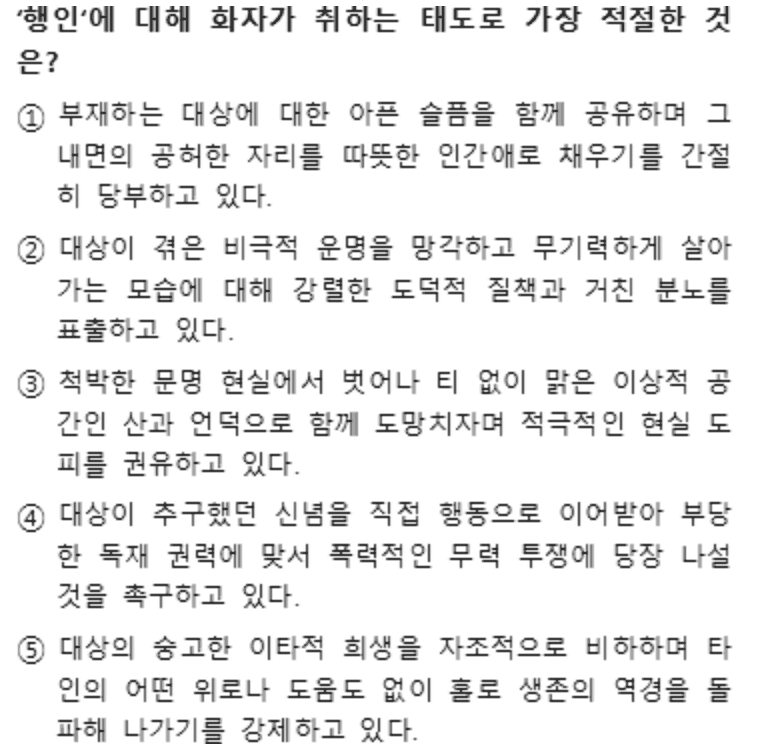 ‘행인’에 대해 화자가 취하는 태도로 가장 적절한 것
은?
① 부재하는 대상에 대한 아픈 슬픔을 함께 공유하며 그
내면의 공허한 자리를 따뜻한 인간애로 채우기를 간절
히 당부하고 있다.
② 대상이 겪은 비극적 운명을 망각하고 무기력하게 살아
가는 모습에 대해 강렬한 도덕적 질책과 거친 분노를
표출하고 있다.
③ 척박한 문명 현실에서 벗어나 티 없이 맑은 이상적 공
간인 산과 언덕으로 함께 도망치자며 적극적인 현실 도
피를 권유하고 있다.
④ 대상이 추구했던 신념을 직접 행동으로 이어받아 부당
한 독재 권력에 맞서 폭력적인 무력 투쟁에 당장 나설
것을 촉구하고 있다.
⑤ 대상의 숭고한 이타적 희생을 자조적으로 비하하며 타
인의 어떤 위로나 도움도 없이 홀로 생존의 역경을 돌
파해 나가기를 강제하고 있다.